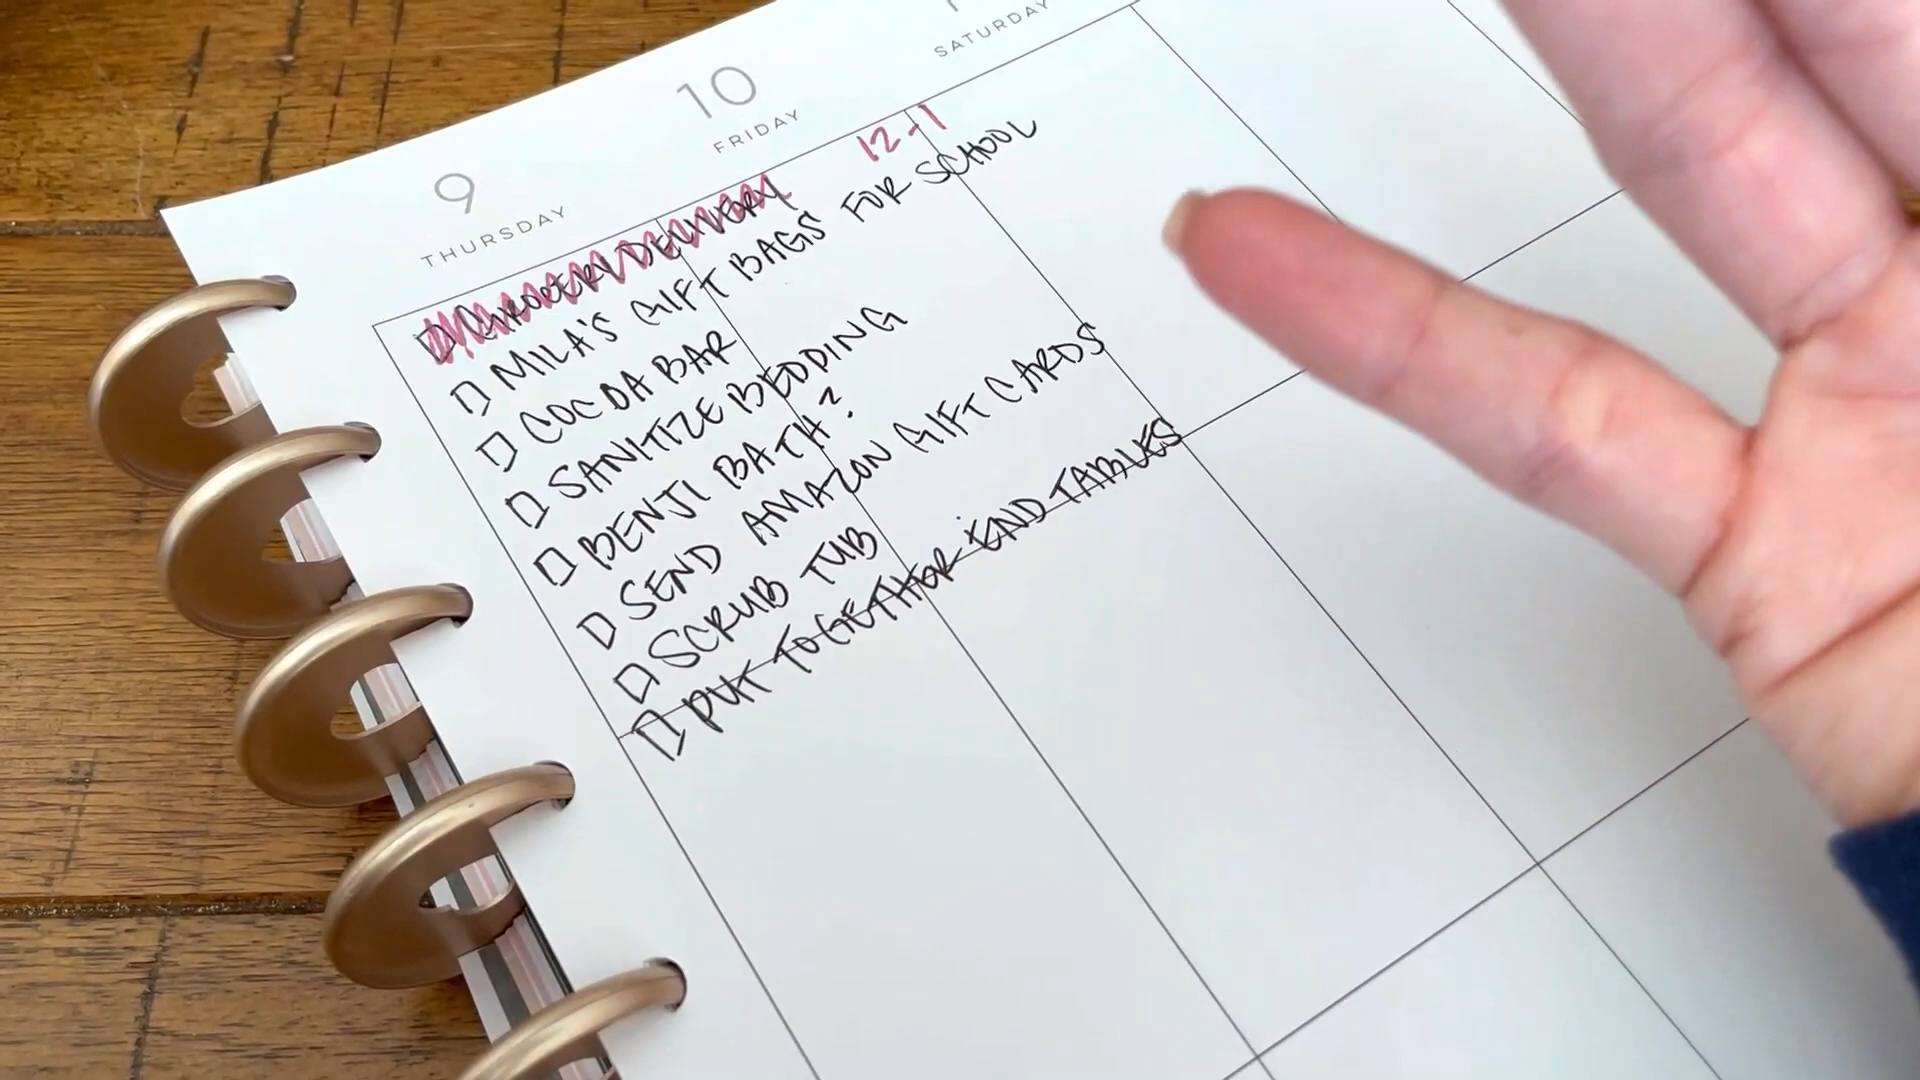 9
THURSDAY
10
FRIDAY
SATURDAY
12-1
☐ GROCERY DELIVERY
☐ MILA'S GIFT BAGS FOR SCHOOL
☐ COCOA BAR
☐ SANITIZE BEDDING
☐ BENJI BATH?
☐ SEND AMAZON GIFT CARDS
☐ SCRUB TUB
☐ PUT TOGETHOR END TABLES